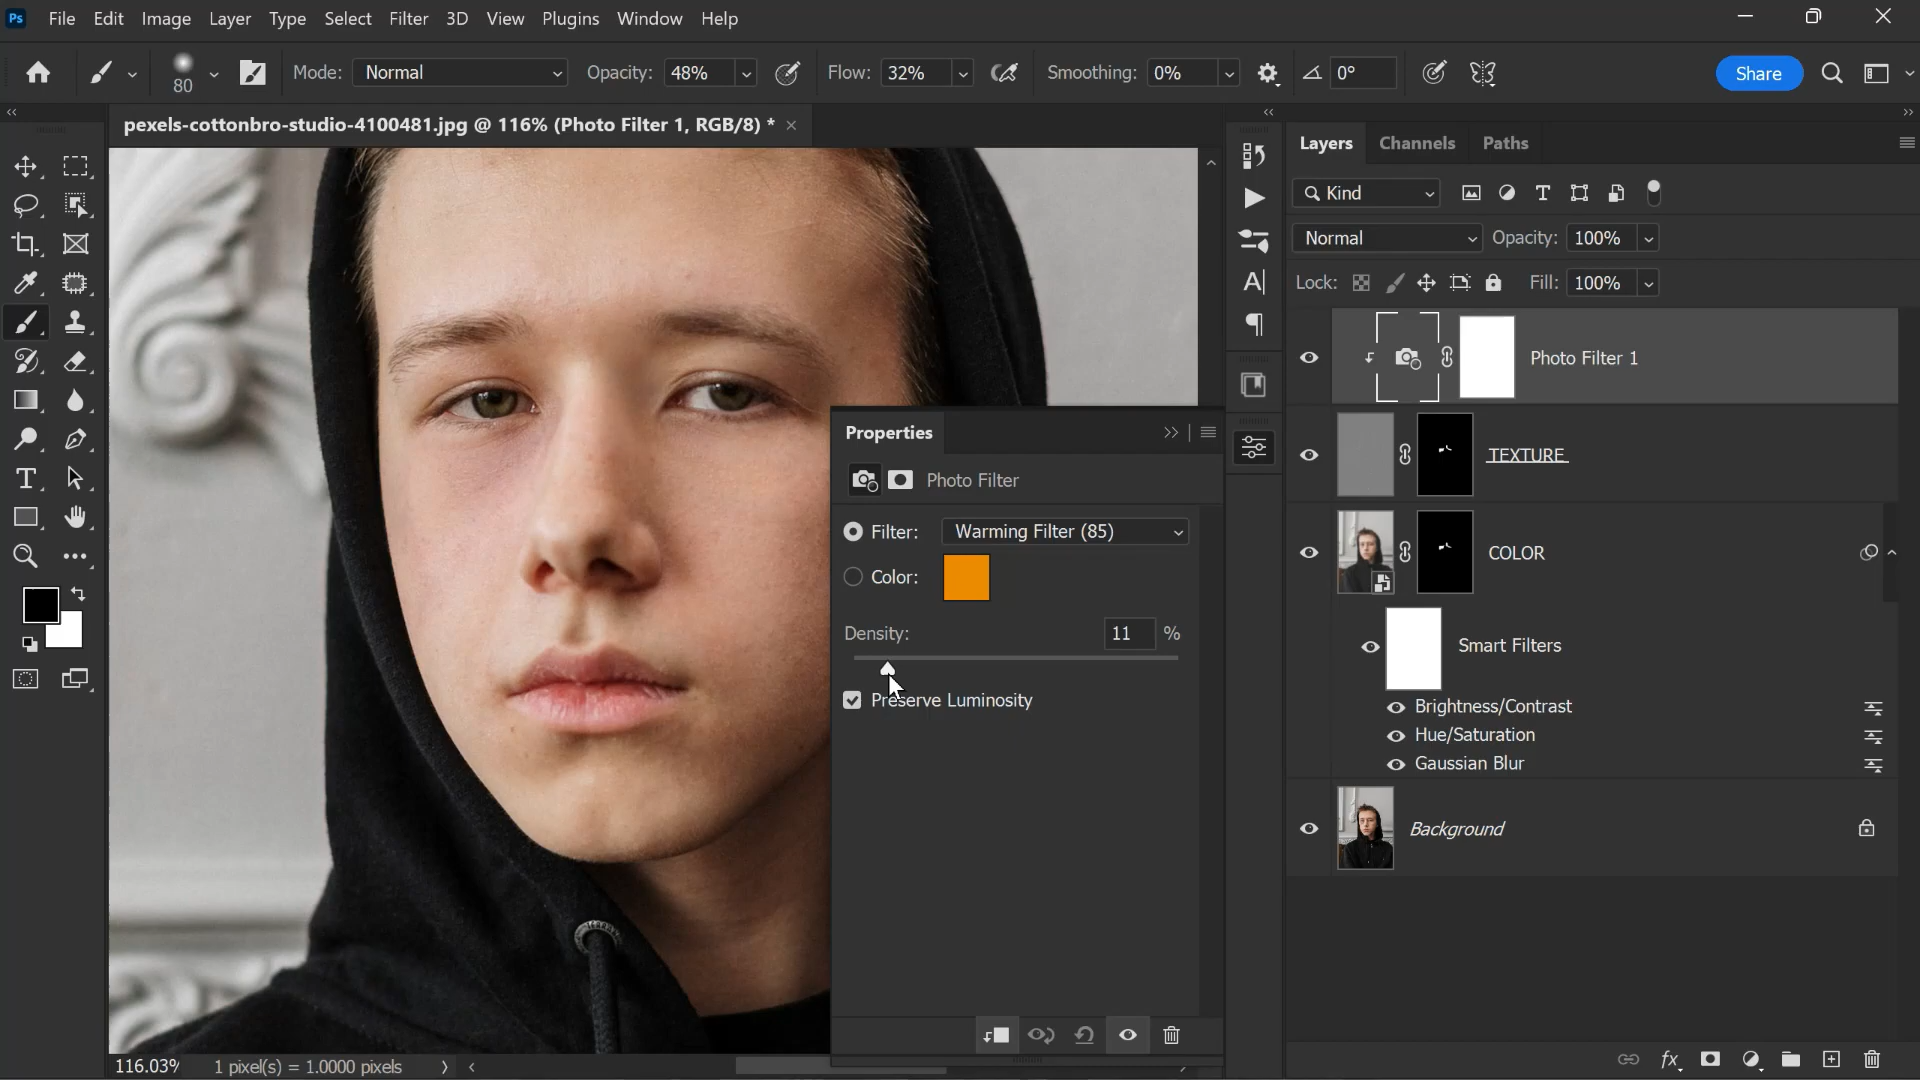 Ps File Edit Image Layer Type Select Filter 3D View Plugins Window Help
80 Mode: Normal Opacity: 48% Flow: 32% Smoothing: 0% 0° Share
pexels-cottonbro-studio-4100481.jpg @ 116% (Photo Filter 1, RGB/8) * ×
Layers Channels Paths
Kind
Normal Opacity: 100%
Lock: Fill: 100%
Photo Filter 1
TEXTURE
COLOR
Smart Filters
Brightness/Contrast
Hue/Saturation
Gaussian Blur
Background
Properties
Photo Filter
Filter: Warming Filter (85)
Color:
Density: 11 %
Preserve Luminosity
116.03% 1 pixel(s) = 1.0000 pixels